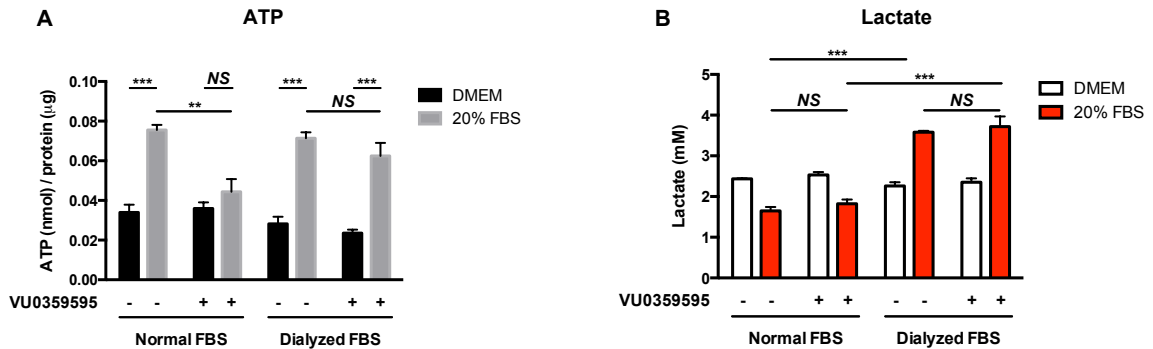 A
ATP
ATP (nmol) / protein (µg)
0.10
0.08
0.06
0.04
0.02
0.00
***
NS
**
***
***
NS
DMEM
20% FBS
VU0359595
- - + + - - + +
Normal FBS
Dialyzed FBS
B
Lactate
Lactate (mM)
5
4
3
2
1
0
***
***
NS
NS
DMEM
20% FBS
VU0359595
- - + + - - + +
Normal FBS
Dialyzed FBS